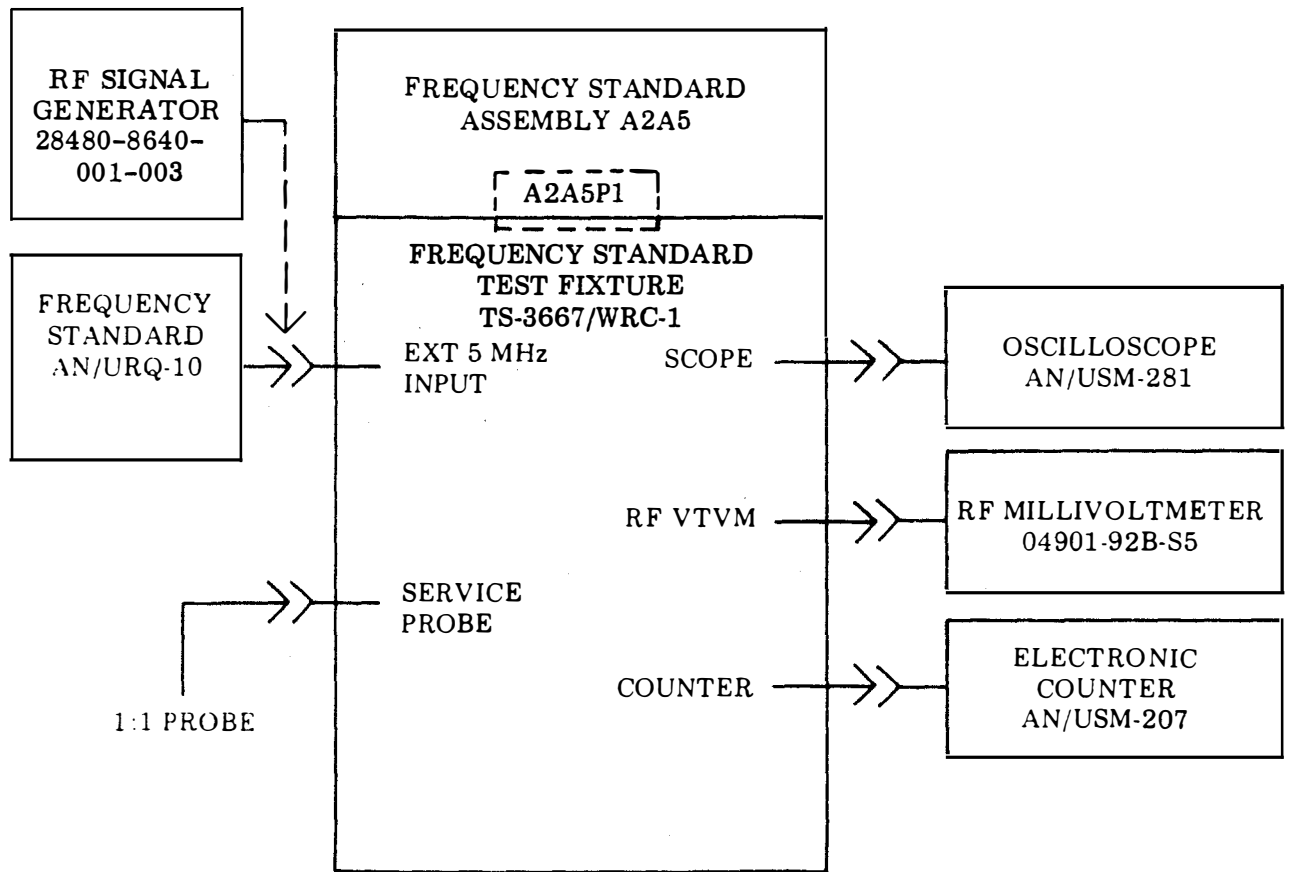 RF SIGNAL
GENERATOR
28480-8640-
001-003
FREQUENCY STANDARD
ASSEMBLY A2A5
A2A5P1
FREQUENCY STANDARD
TEST FIXTURE
TS-3667/WRC-1
FREQUENCY
STANDARD
AN/URQ-10
EXT 5 MHz
INPUT
SCOPE
OSCILLOSCOPE
AN/USM-281
RF VTVM
RF MILLIVOLTMETER
04901-92B-S5
SERVICE
PROBE
1:1 PROBE
COUNTER
ELECTRONIC
COUNTER
AN/USM-207